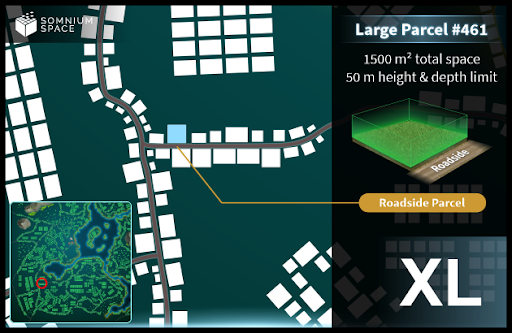 SOMNIUM
SPACE
Large Parcel #461
1500 m² total space
50 m height & depth limit
Roadside
Roadside Parcel
XL